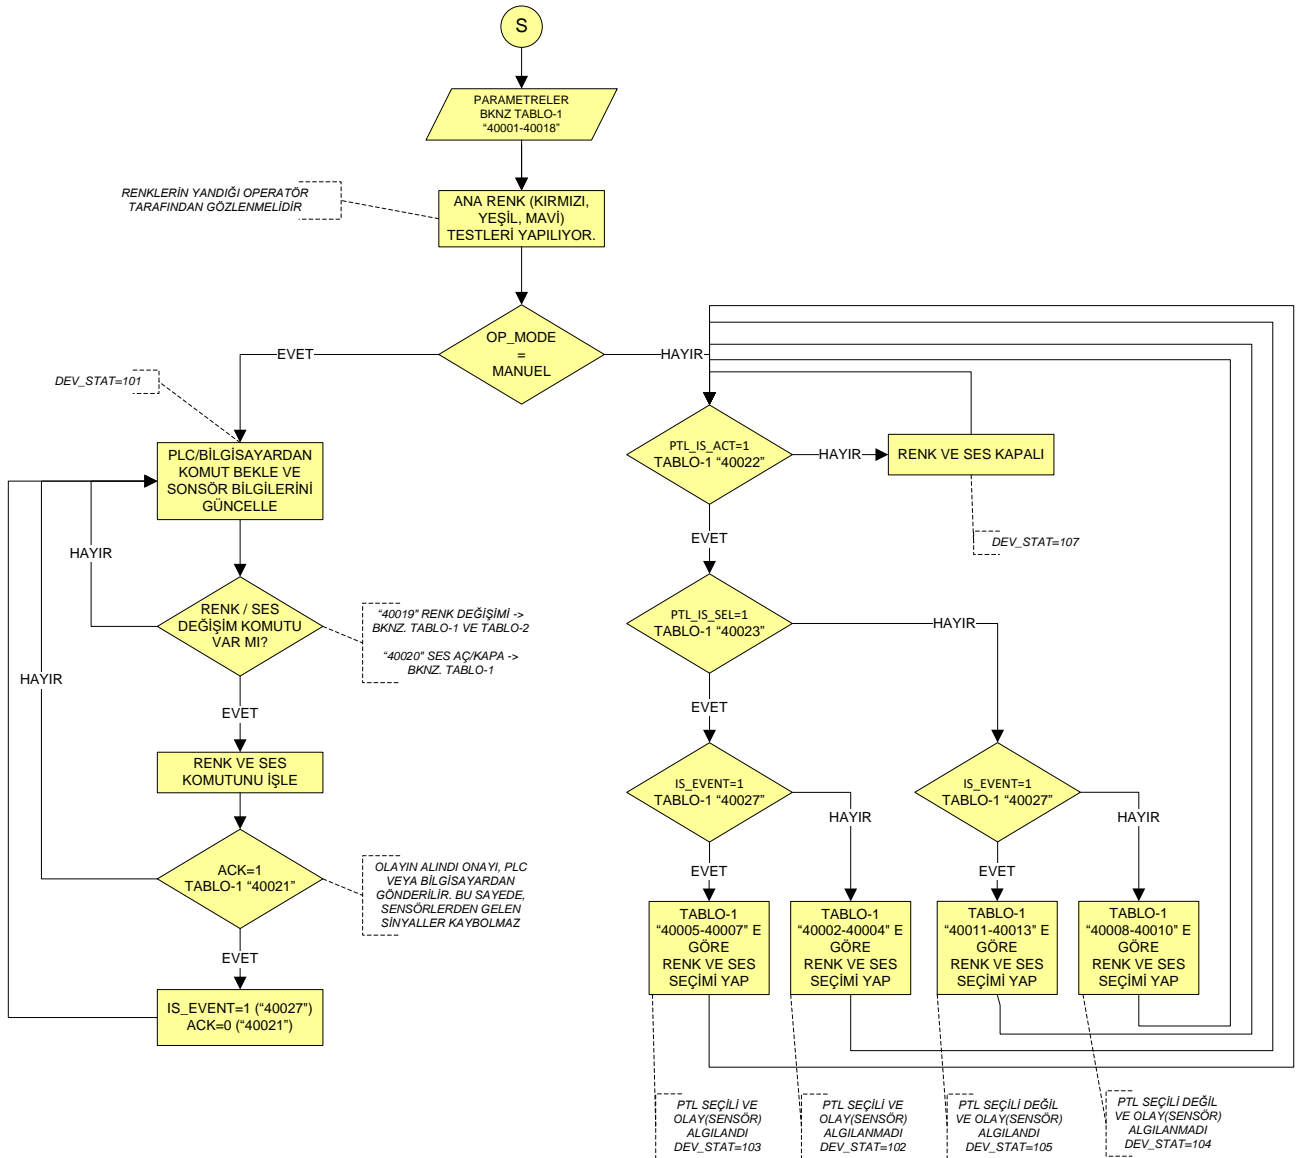 S
PARAMETRELER
BKNZ TABLO-1
“40001-40018”
RENKLERİN YANDIĞI OPERATÖR
TARAFINDAN GÖZLENMELİDİR
ANA RENK (KIRMIZI,
YEŞİL, MAVİ)
TESTLERİ YAPILIYOR.
OP_MODE
=
MANUEL
EVET
HAYIR
DEV_STAT=101
PLC/BİLGİSAYARDAN
KOMUT BEKLE VE
SONSÖR BİLGİLERİNİ
GÜNCELLE
HAYIR
RENK / SES
DEĞİŞİM KOMUTU
VAR MI?
“40019” RENK DEĞİŞİMİ ->
BKNZ. TABLO-1 VE TABLO-2
“40020” SES AÇ/KAPA ->
BKNZ. TABLO-1
HAYIR
EVET
RENK VE SES
KOMUTUNU İŞLE
ACK=1
TABLO-1 “40021”
OLAYIN ALINDI ONAYI, PLC
VEYA BİLGİSAYARDAN
GÖNDERİLİR. BU SAYEDE,
SENSÖRLERDEN GELEN
SİNYALLER KAYBOLMAZ
EVET
IS_EVENT=1 (“40027”)
ACK=0 (“40021”)
PTL_IS_ACT=1
TABLO-1 “40022”
HAYIR
RENK VE SES KAPALI
DEV_STAT=107
EVET
PTL_IS_SEL=1
TABLO-1 “40023”
HAYIR
EVET
IS_EVENT=1
TABLO-1 “40027”
HAYIR
IS_EVENT=1
TABLO-1 “40027”
HAYIR
EVET
EVET
TABLO-1
“40005-40007” E
GÖRE
RENK VE SES
SEÇİMİ YAP
TABLO-1
“40002-40004” E
GÖRE
RENK VE SES
SEÇİMİ YAP
TABLO-1
“40011-40013” E
GÖRE
RENK VE SES
SEÇİMİ YAP
TABLO-1
“40008-40010” E
GÖRE
RENK VE SES
SEÇİMİ YAP
PTL SEÇİLİ VE
OLAY(SENSÖR)
ALGILANDI
DEV_STAT=103
PTL SEÇİLİ VE
OLAY(SENSÖR)
ALGILANMADI
DEV_STAT=102
PTL SEÇİLİ DEĞİL
VE OLAY(SENSÖR)
ALGILANDI
DEV_STAT=105
PTL SEÇİLİ DEĞİL
VE OLAY(SENSÖR)
ALGILANMADI
DEV_STAT=104